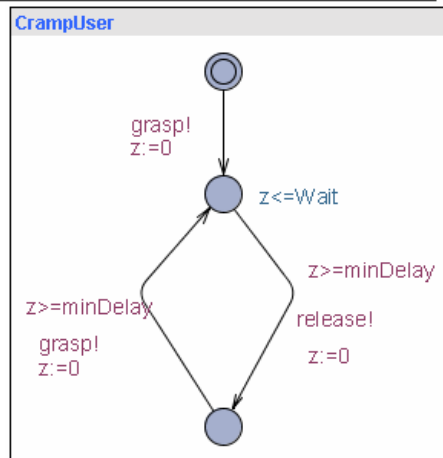 CrampUser
grasp!
z:=0
z<=Wait
z>=minDelay
release!
z:=0
z>=minDelay
grasp!
z:=0